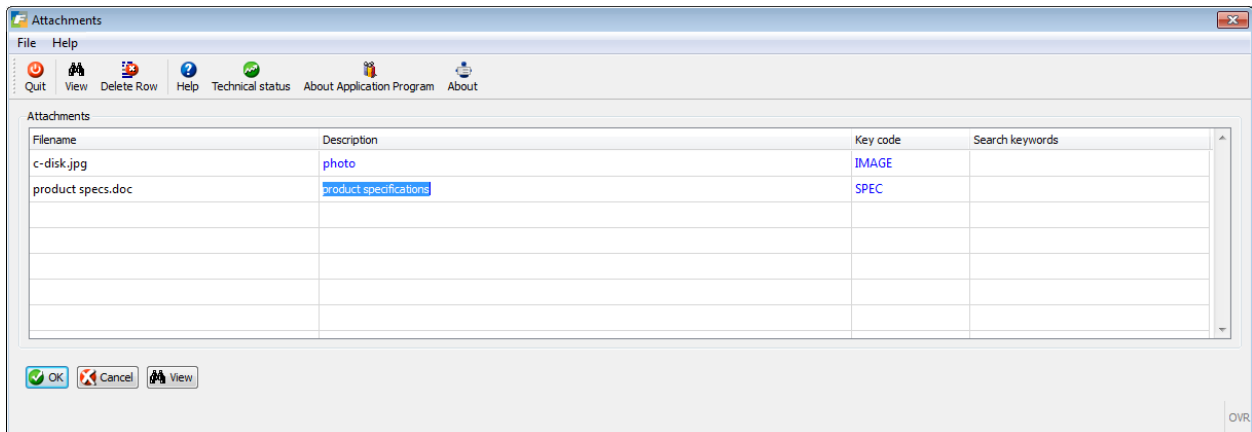 Attachments
File Help
Quit View Delete Row Help Technical status About Application Program About
Attachments
Filename Description Key code Search keywords
c-disk.jpg photo IMAGE
product specs.doc product specifications SPEC
OK Cancel View
OVR